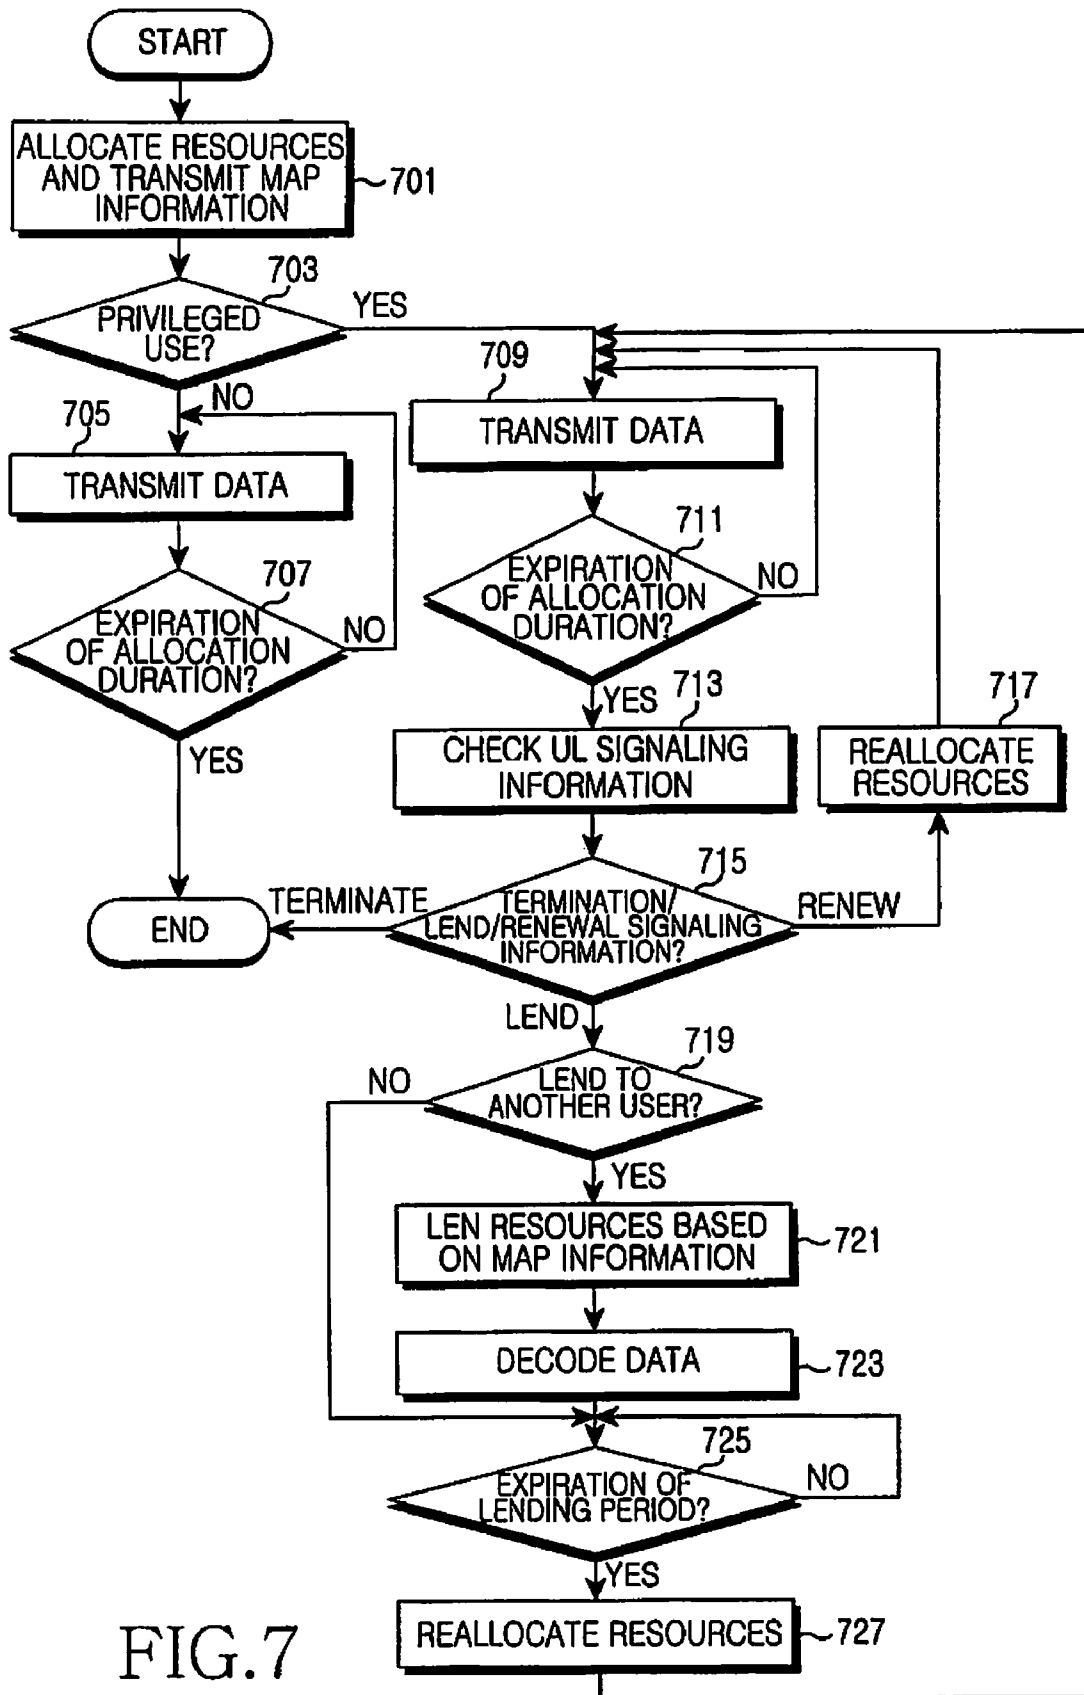 START
ALLOCATE RESOURCES
AND TRANSMIT MAP
INFORMATION
701
703
PRIVILEGED
USE?
YES
NO
705
TRANSMIT DATA
707
EXPIRATION
OF ALLOCATION
DURATION?
NO
YES
END
709
TRANSMIT DATA
711
EXPIRATION
OF ALLOCATION
DURATION?
NO
YES
713
CHECK UL SIGNALING
INFORMATION
717
REALLOCATE
RESOURCES
715
TERMINATION/
LEND/RENEWAL SIGNALING
INFORMATION?
TERMINATE
RENEW
LEND
719
LEND TO
ANOTHER USER?
NO
YES
LEN RESOURCES BASED
ON MAP INFORMATION
721
DECODE DATA
723
725
EXPIRATION OF
LENDING PERIOD?
NO
YES
REALLOCATE RESOURCES
727
FIG.7